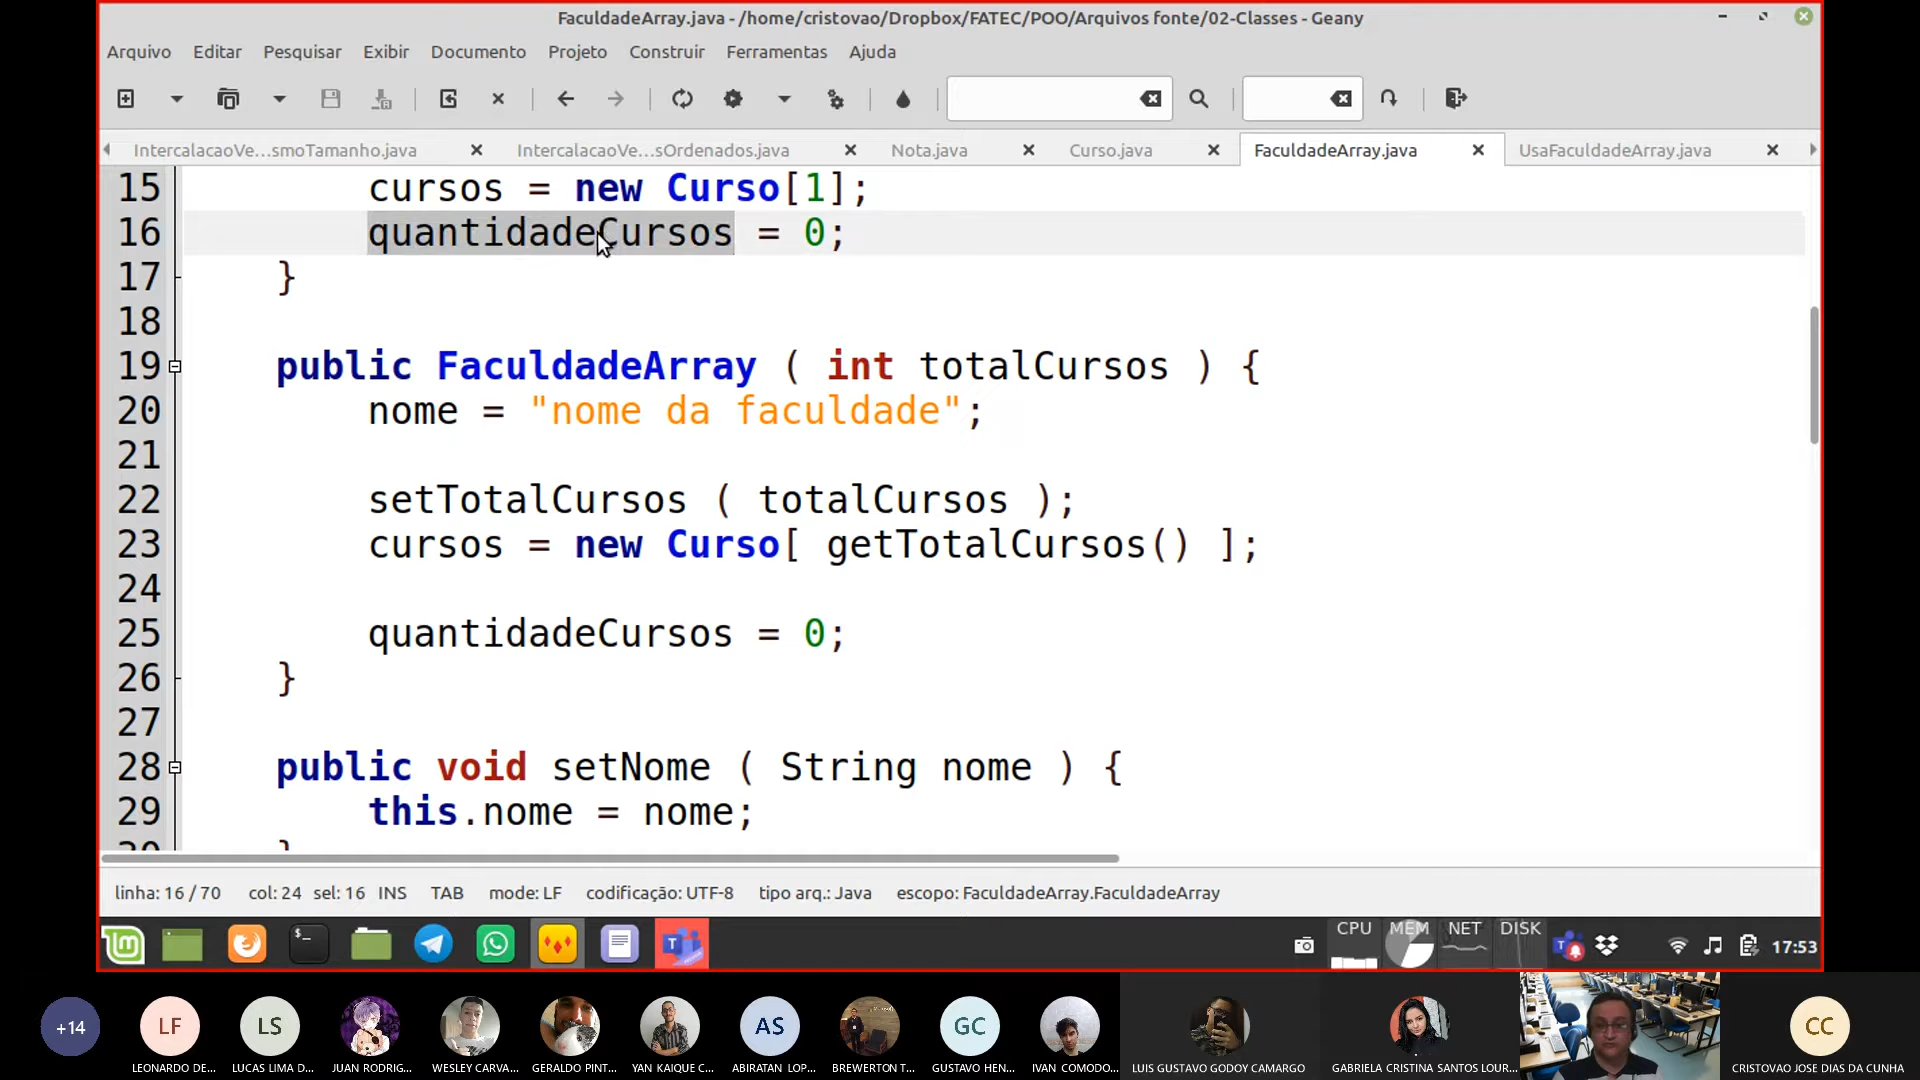 FaculdadeArray.java - /home/cristovao/Dropbox/FATEC/POO/Arquivos fonte/02-Classes - Geany
Arquivo Editar Pesquisar Exibir Documento Projeto Construir Ferramentas Ajuda
IntercalacaoVe...smoTamanho.java IntercalacaoVe...sOrdenados.java Nota.java Curso.java FaculdadeArray.java UsaFaculdadeArray.java
15 cursos = new Curso[1];
16 quantidadeCursos = 0;
17 }
18
19 public FaculdadeArray ( int totalCursos ) {
20 nome = "nome da faculdade";
21
22 setTotalCursos ( totalCursos );
23 cursos = new Curso[ getTotalCursos() ];
24
25 quantidadeCursos = 0;
26 }
27
28 public void setNome ( String nome ) {
29 this.nome = nome;
30 }
linha: 16 / 70 col: 24 sel: 16 INS TAB mode: LF codificação: UTF-8 tipo arq.: Java escopo: FaculdadeArray.FaculdadeArray
CPU MEM NET DISK
17:53
+14 LF LS AS GC CC
LEONARDO DE... LUCAS LIMA D... JUAN RODRIG... WESLEY CARVA... GERALDO PINT... YAN KAIQUE C... ABIRATAN LOP... BREWERTON T... GUSTAVO HEN... IVAN COMODO... LUIS GUSTAVO GODOY CAMARGO GABRIELA CRISTINA SANTOS LOUR... CRISTOVAO JOSE DIAS DA CUNHA